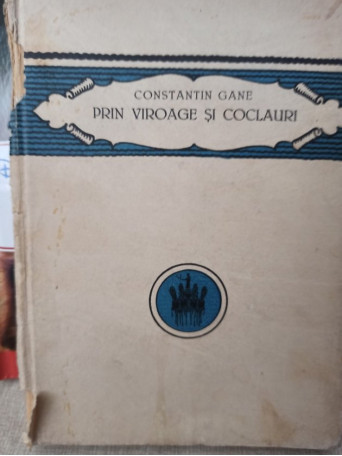 CONSTANTIN GANE
PRIN VIROAGE ȘI COCLAURI